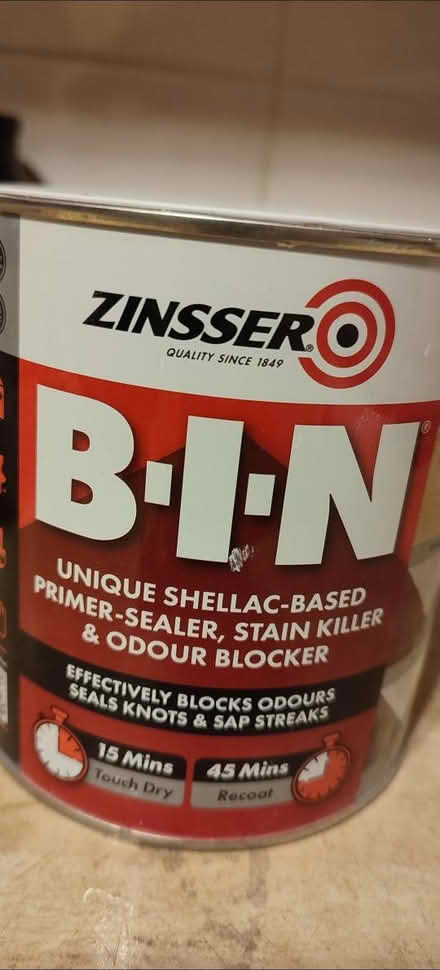 ZINSSER®
QUALITY SINCE 1849
B-I-N®
UNIQUE SHELLAC-BASED
PRIMER-SEALER, STAIN KILLER
& ODOUR BLOCKER
EFFECTIVELY BLOCKS ODOURS
SEALS KNOTS & SAP STREAKS
15 Mins
Touch Dry
45 Mins
Recoat